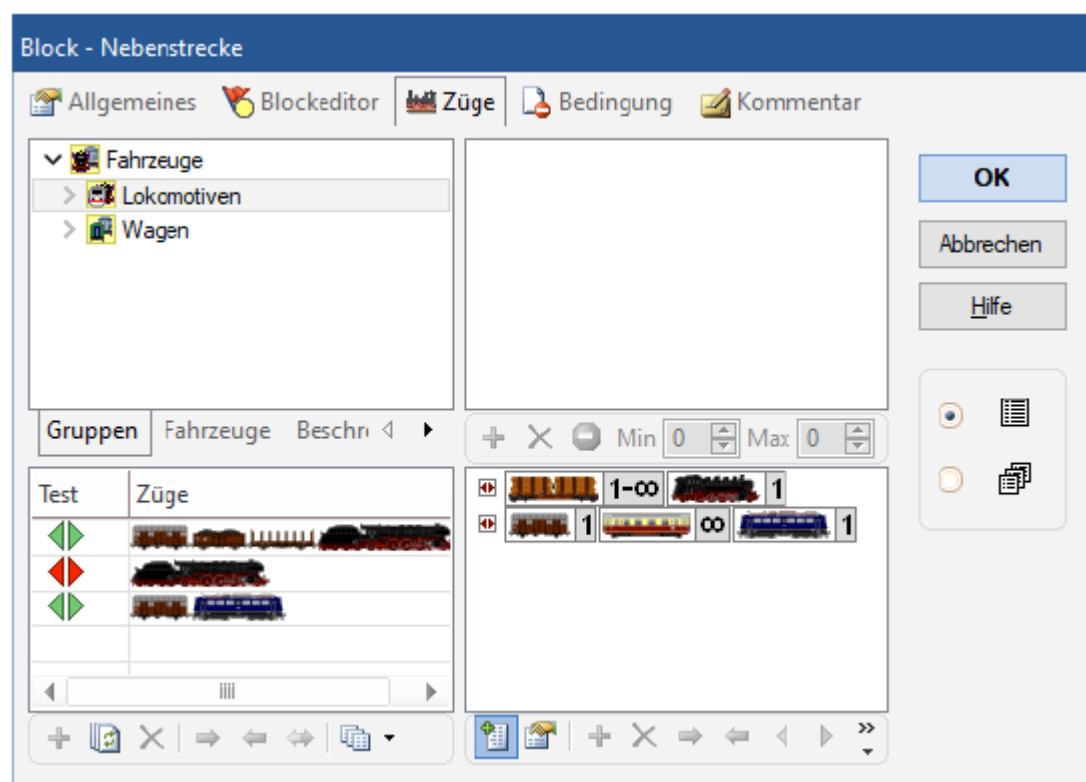 Block - Nebenstrecke
Allgemeines Blockeditor Züge Bedingung Kommentar
Fahrzeuge
Lokomotiven
Wagen
OK
Abbrechen
Hilfe
Gruppen Fahrzeuge Beschr
Min 0 Max 0
Test Züge
1-∞ 1
1 ∞ 1